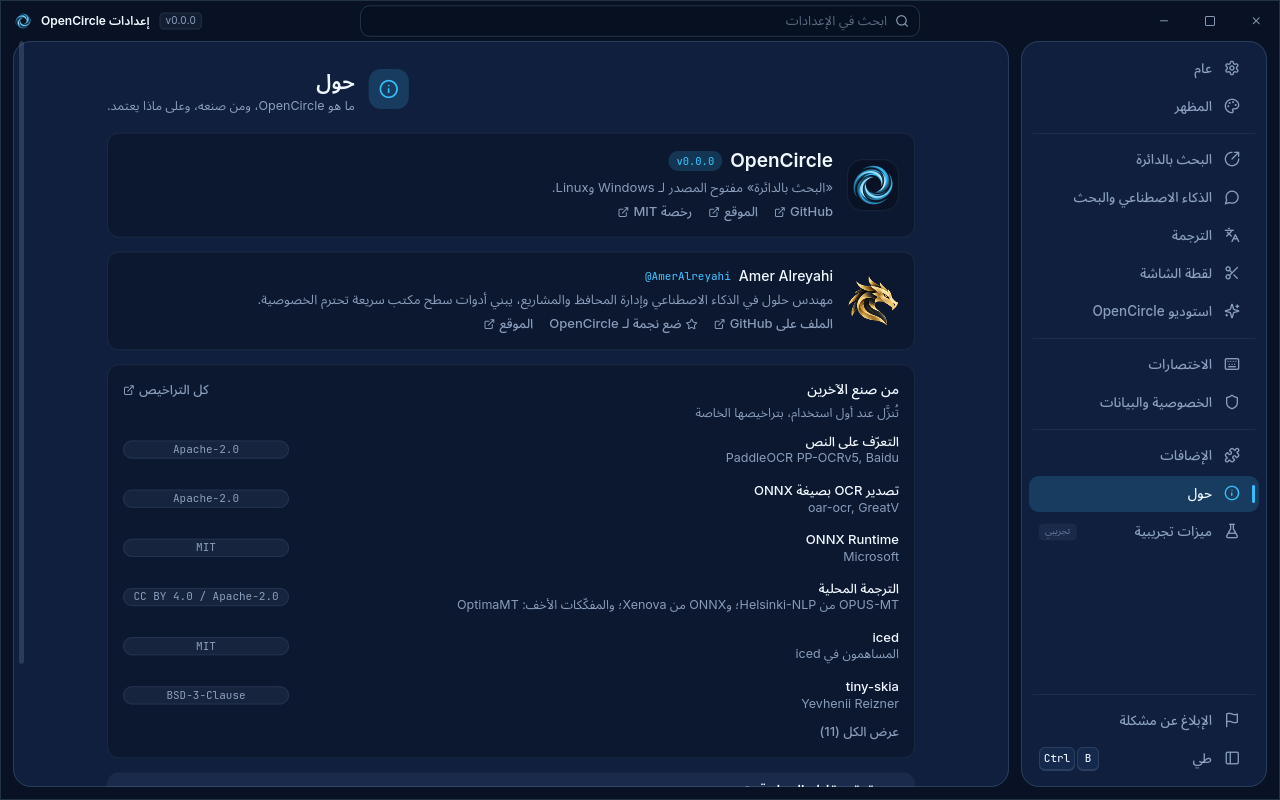 إعدادات OpenCircle v0.0.0
ابحث في الإعدادات
عام
المظهر
البحث بالدائرة
الذكاء الاصطناعي والبحث
الترجمة
لقطة الشاشة
استوديو OpenCircle
الاختصارات
الخصوصية والبيانات
الإضافات
حول
ميزات تجريبية تجريبي
الإبلاغ عن مشكلة
طي Ctrl B
حول
ما هو OpenCircle، ومن صنعه، وعلى ماذا يعتمد.
OpenCircle v0.0.0
«البحث بالدائرة» مفتوح المصدر لـ Windows وLinux.
GitHub الموقع رخصة MIT
Amer Alreyahi @AmerAlreyahi
مهندس حلول في الذكاء الاصطناعي وإدارة المحافظ والمشاريع، يبني أدوات سطح مكتب سريعة تحترم الخصوصية.
الملف على GitHub ضع نجمة لـ OpenCircle الموقع
من صنع الآخرين كل التراخيص
تُنزَّل عند أول استخدام، بتراخيصها الخاصة
التعرّف على النص
PaddleOCR PP-OCRv5, Baidu
Apache-2.0
تصدير OCR بصيغة ONNX
oar-ocr, GreatV
Apache-2.0
ONNX Runtime
Microsoft
MIT
الترجمة المحلية
OPUS-MT من Helsinki-NLP؛ وONNX من Xenova؛ والمفكّكات الأخف: OptimaMT
CC BY 4.0 / Apache-2.0
iced
المساهمون في iced
MIT
tiny-skia
Yevhenii Reizner
BSD-3-Clause
عرض الكل (11)